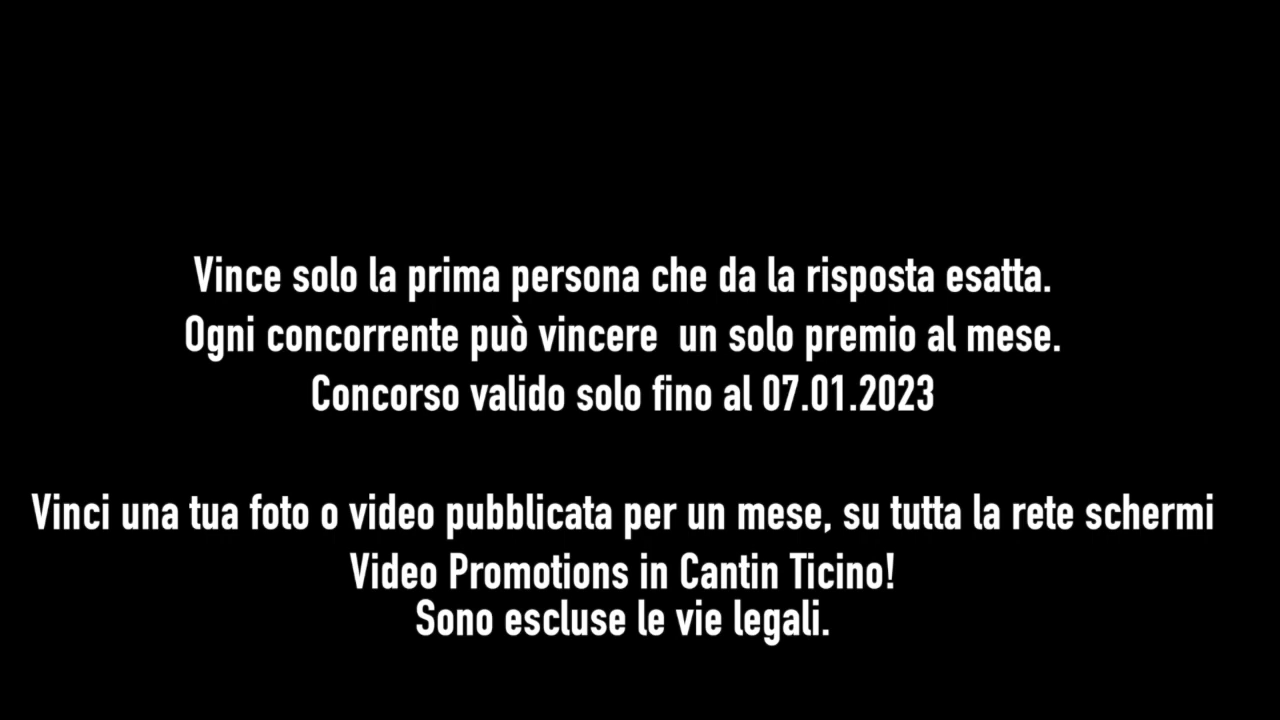 Vince solo la prima persona che da la risposta esatta.
Ogni concorrente può vincere  un solo premio al mese.
Concorso valido solo fino al 07.01.2023
Vinci una tua foto o video pubblicata per un mese, su tutta la rete schermi
Video Promotions in Cantin Ticino!
Sono escluse le vie legali.